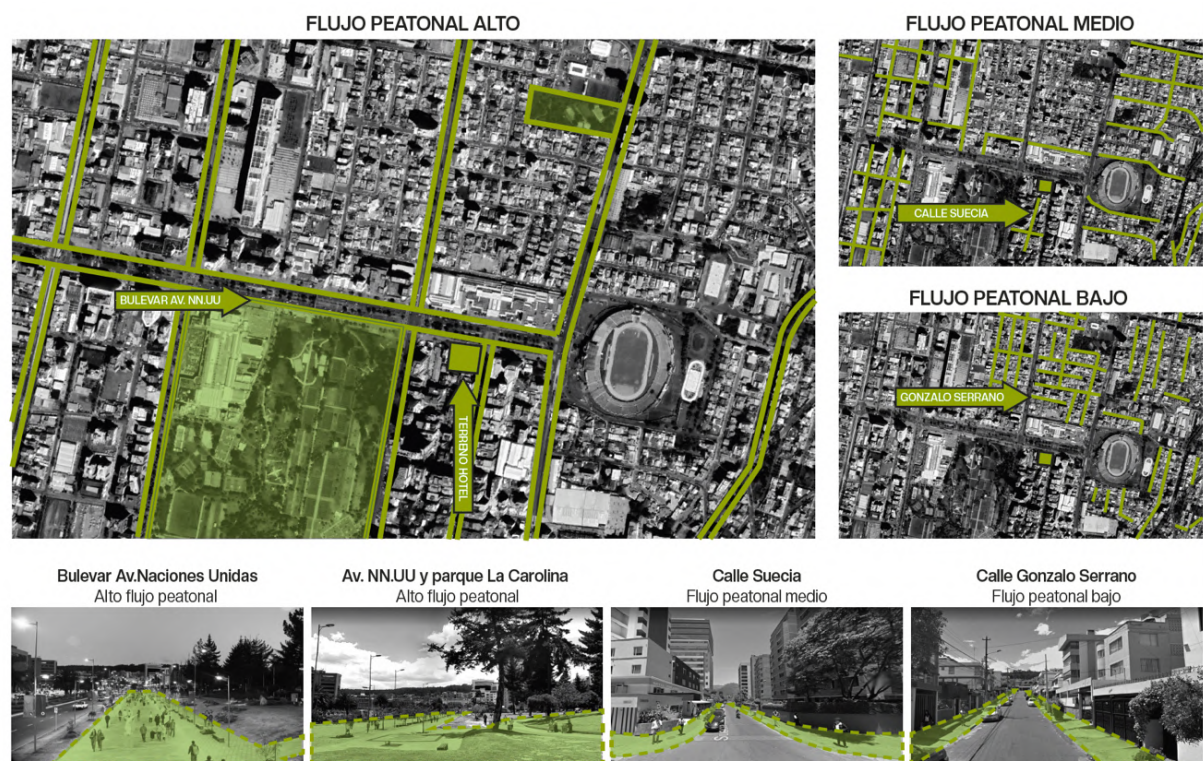 FLUJO PEATONAL ALTO
BULEVAR AV. NN.UU
TERRENO HOTEL
FLUJO PEATONAL MEDIO
CALLE SUECIA
FLUJO PEATONAL BAJO
GONZALO SERRANO
Bulevar Av.Naciones Unidas
Alto flujo peatonal
Av. NN.UU y parque La Carolina
Alto flujo peatonal
Calle Suecia
Flujo peatonal medio
Calle Gonzalo Serrano
Flujo peatonal bajo